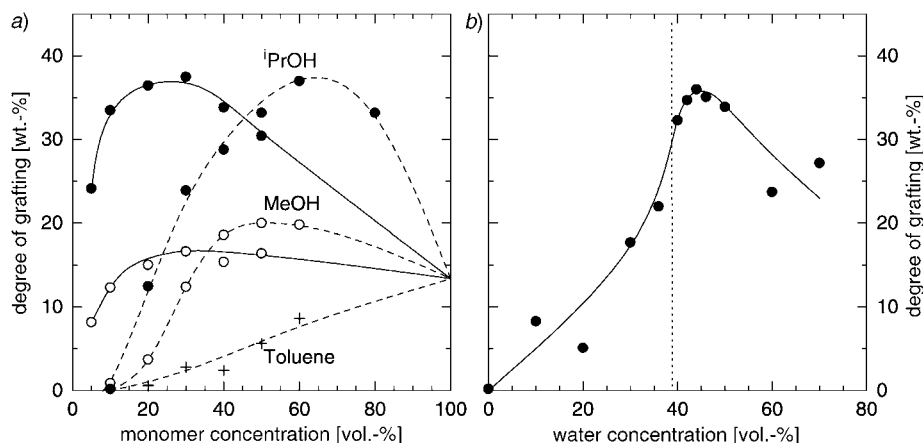 a)
degree of grafting [wt.-%]
40
30
20
10
0
iPrOH
MeOH
Toluene
0
20
40
60
80
100
monomer concentration [vol.-%]
b)
0
20
40
60
80
water concentration [vol.-%]
40
30
20
10
0
degree of grafting [wt.-%]